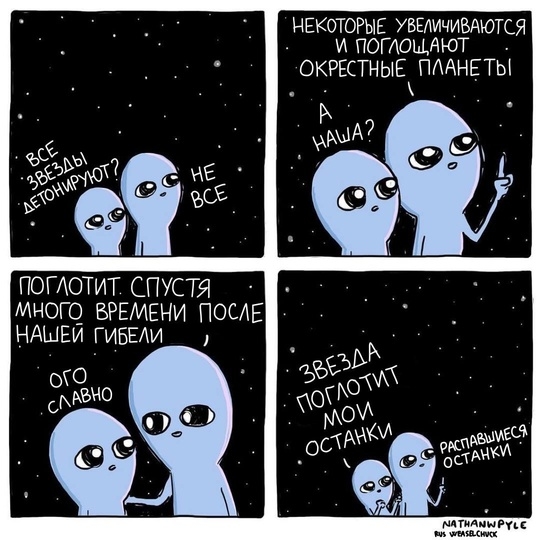 ВСЕ
ЗВЕЗДЫ
ДЕТОНИРУЮТ?
НЕ
ВСЕ
НЕКОТОРЫЕ УВЕЛИЧИВАЮТСЯ
И ПОГЛОЩАЮТ
ОКРЕСТНЫЕ ПЛАНЕТЫ
А
НАША?
ПОГЛОТИТ. СПУСТЯ
МНОГО ВРЕМЕНИ ПОСЛЕ
НАШЕЙ ГИБЕЛИ
ОГО
СЛАВНО
ЗВЕЗДА
ПОГЛОТИТ
МОИ
ОСТАНКИ
РАСПАВШИЕСЯ
ОСТАНКИ
NATHANWPYLE
RUS WEASELCHUCK